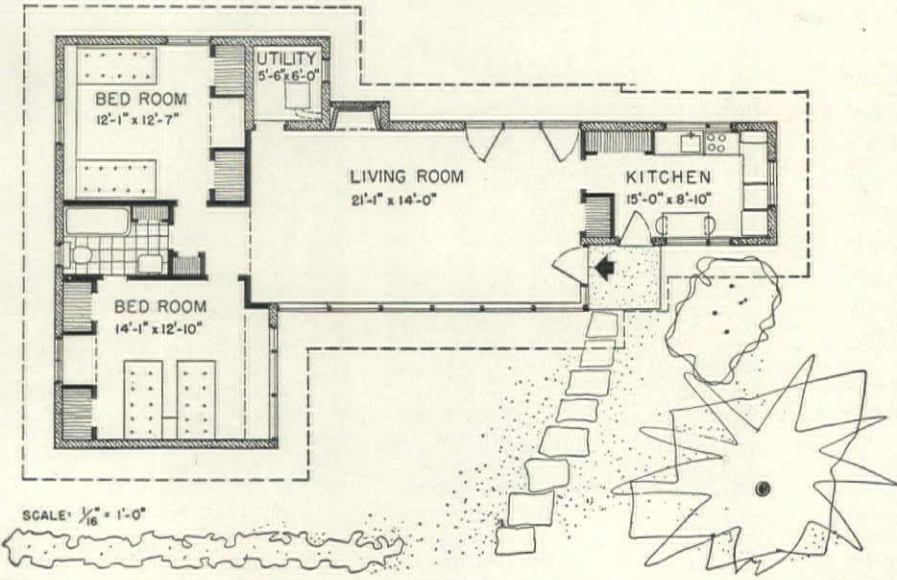 UTILITY
5'-6"x6'-0"
BED ROOM
12'-1" x 12'-7"
LIVING ROOM
21'-1" x 14'-0"
KITCHEN
15'-0" x 8'-10"
BED ROOM
14'-1" x 12'-10"
SCALE: 1/16" = 1'-0"